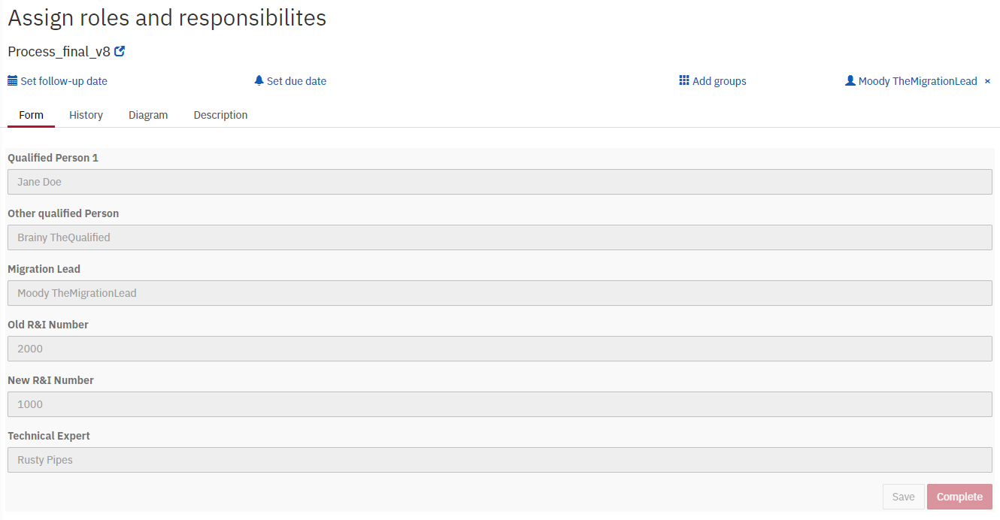 Assign roles and responsibilites
Process_final_v8
Set follow-up date Set due date Add groups Moody TheMigrationLead ×
Form History Diagram Description
Qualified Person 1
Jane Doe
Other qualified Person
Brainy TheQualified
Migration Lead
Moody TheMigrationLead
Old R&I Number
2000
New R&I Number
1000
Technical Expert
Rusty Pipes
Save Complete